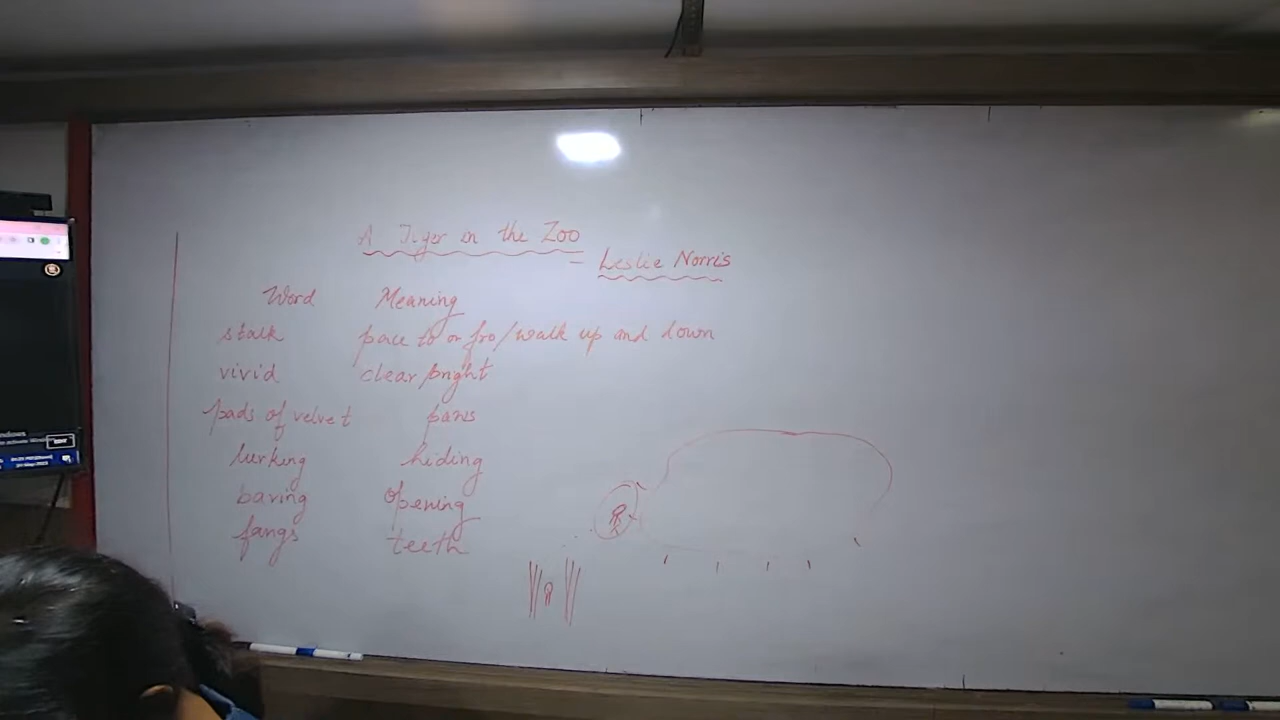 A Tiger in the Zoo
- Leslie Norris
Word Meaning
stalk pace to or fro/walk up and down
vivid clear/bright
pads of velvet paws
lurking hiding
baving opening
fangs teeth